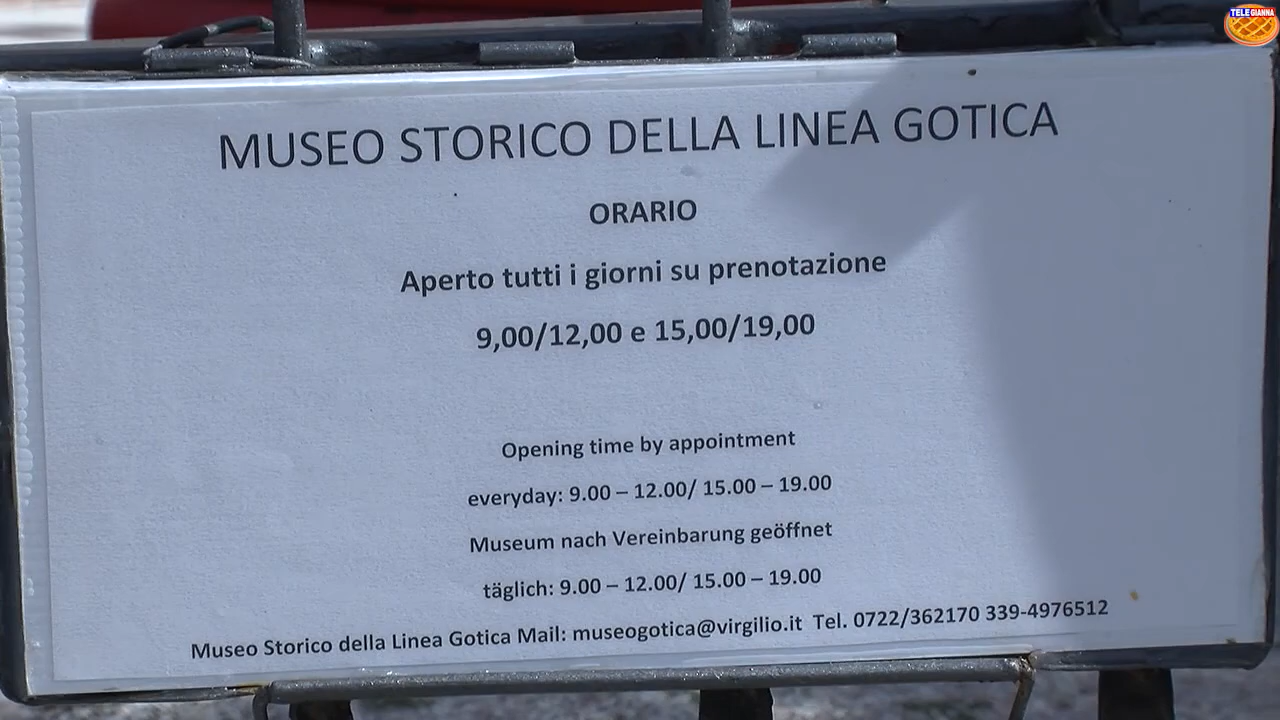 TELE GIANNA
MUSEO STORICO DELLA LINEA GOTICA
ORARIO
Aperto tutti i giorni su prenotazione
9,00/12,00 e 15,00/19,00
Opening time by appointment
everyday: 9.00 – 12.00/ 15.00 – 19.00
Museum nach Vereinbarung geöffnet
täglich: 9.00 – 12.00/ 15.00 – 19.00
Museo Storico della Linea Gotica Mail: museogotica@virgilio.it Tel. 0722/362170 339-4976512